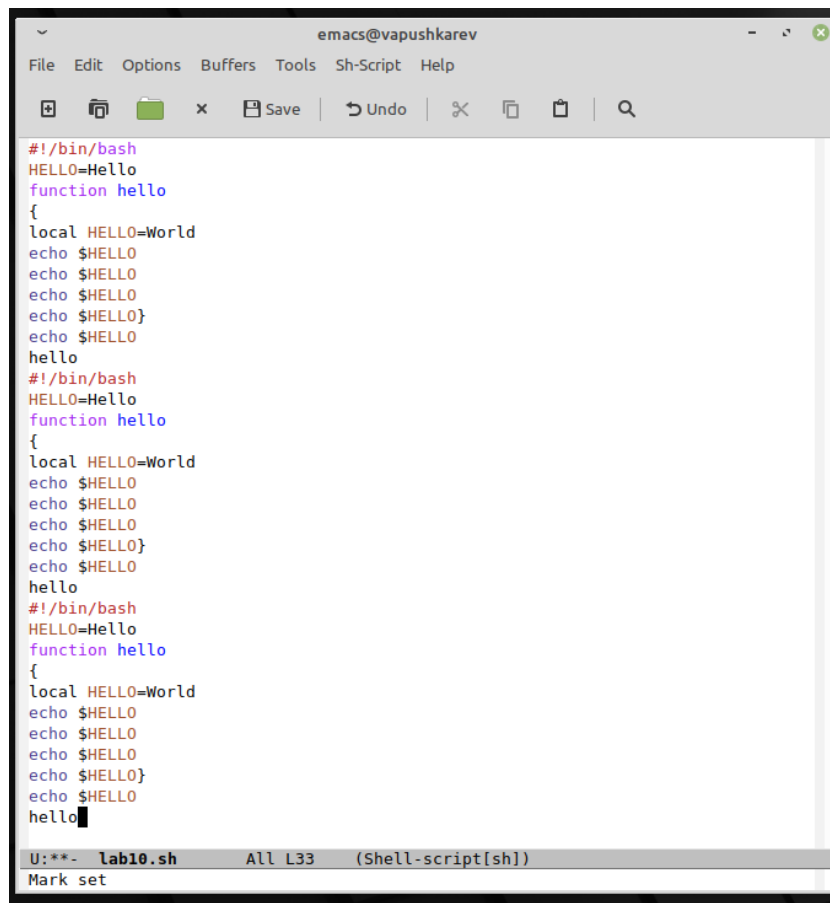 emacs@vapushkarev
File Edit Options Buffers Tools Sh-Script Help
Save Undo
#!/bin/bash
HELLO=Hello
function hello
{
local HELLO=World
echo $HELLO
echo $HELLO
echo $HELLO
echo $HELLO}
echo $HELLO
hello
#!/bin/bash
HELLO=Hello
function hello
{
local HELLO=World
echo $HELLO
echo $HELLO
echo $HELLO
echo $HELLO}
echo $HELLO
hello
#!/bin/bash
HELLO=Hello
function hello
{
local HELLO=World
echo $HELLO
echo $HELLO
echo $HELLO
echo $HELLO}
echo $HELLO
hello
U:**- lab10.sh All L33 (Shell-script[sh])
Mark set